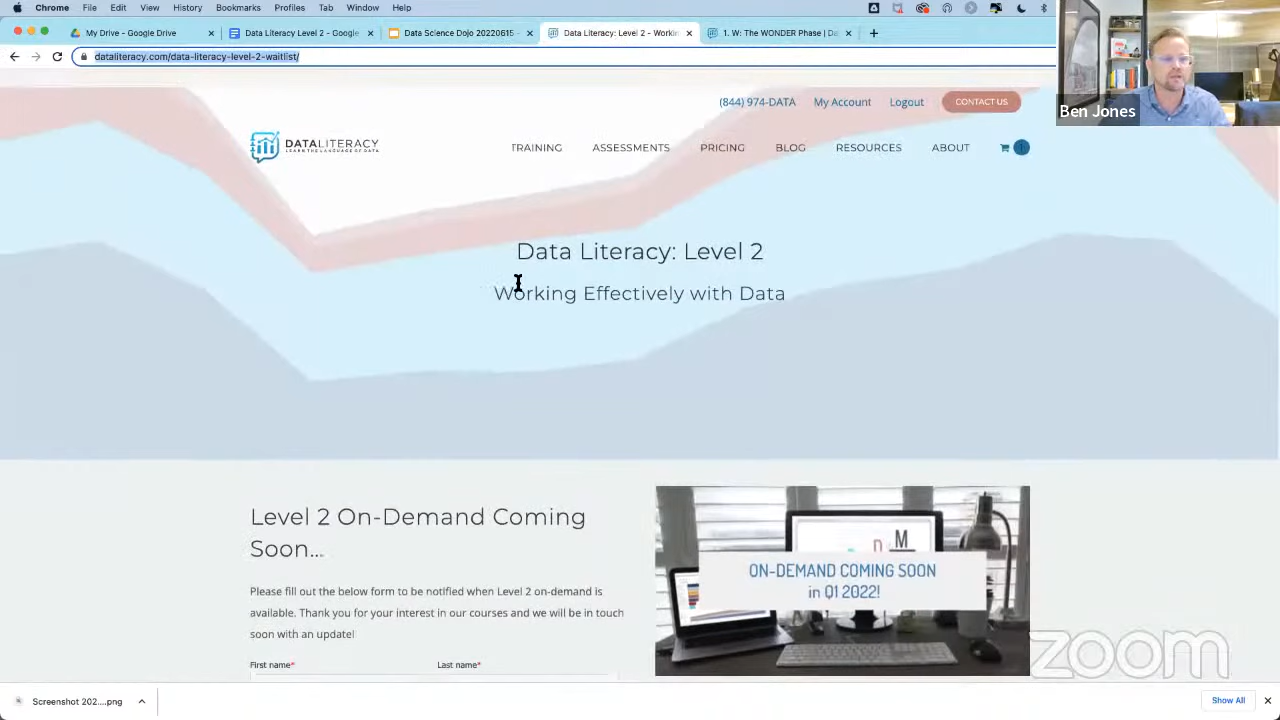 Chrome File Edit View History Bookmarks Profiles Tab Window Help
My Drive - Google Drive
Data Literacy Level 2 - Google
Data Science Dojo 20220615 -
Data Literacy: Level 2 - Workin
1. W: The WONDER Phase | Da
dataliteracy.com/data-literacy-level-2-waitlist/
Ben Jones
(844) 974-DATA My Account Logout CONTACT US
DATALITERACY
LEARN THE LANGUAGE OF DATA
TRAINING ASSESSMENTS PRICING BLOG RESOURCES ABOUT 1
Data Literacy: Level 2
Working Effectively with Data
Level 2 On-Demand Coming
Soon...
Please fill out the below form to be notified when Level 2 on-demand is
available. Thank you for your interest in our courses and we will be in touch
soon with an update!
First name* Last name*
M
ON-DEMAND COMING SOON
in Q1 2022!
zoom
Screenshot 202....png
Show All